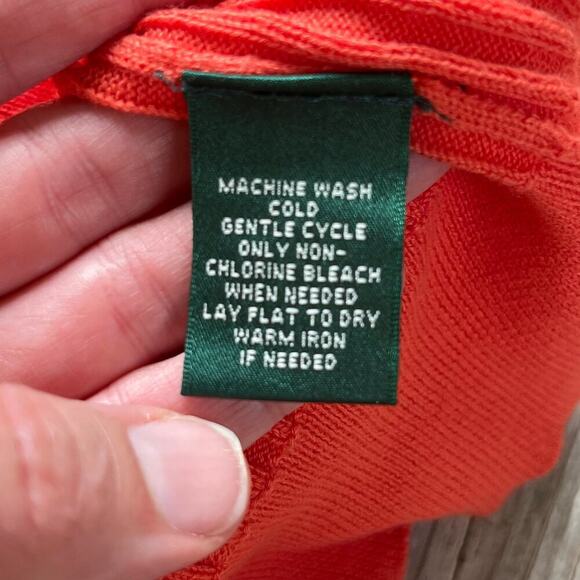 MACHINE WASH
COLD
GENTLE CYCLE
ONLY NON-
CHLORINE BLEACH
WHEN NEEDED
LAY FLAT TO DRY
WARM IRON
IF NEEDED